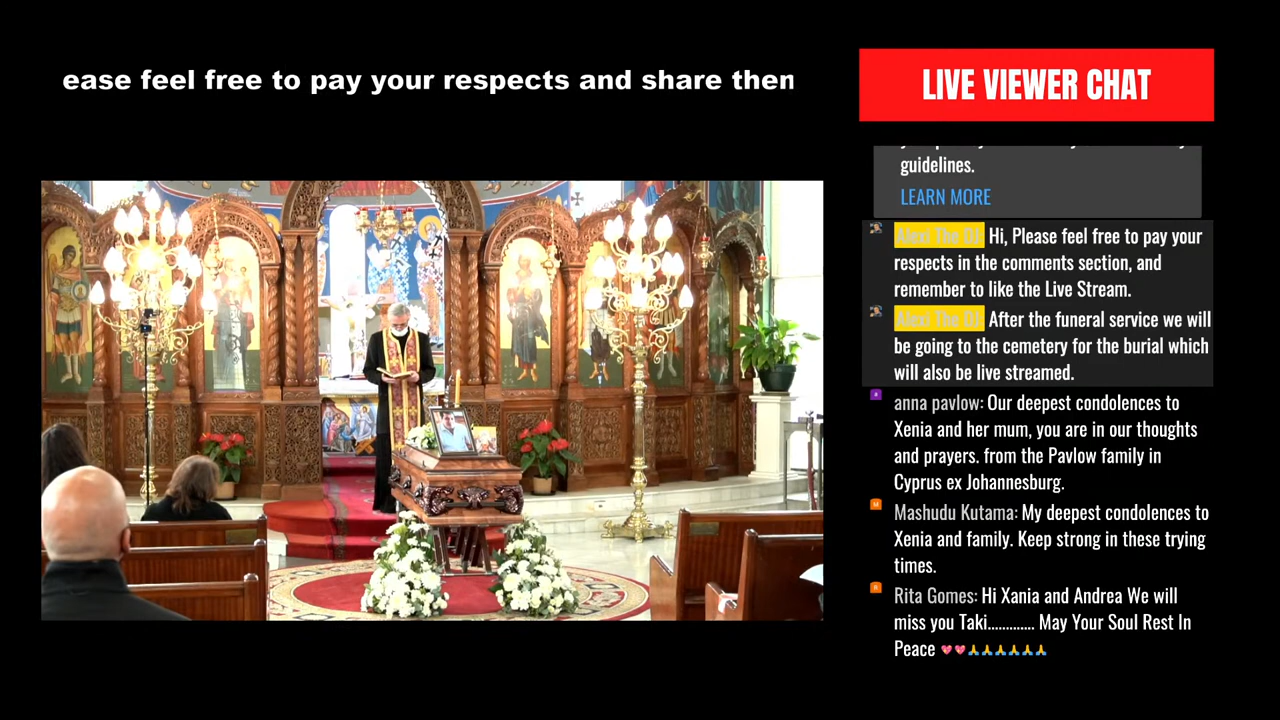 ease feel free to pay your respects and share
LIVE VIEWER CHAT
guidelines.
LEARN MORE
Alexi The DJ: Hi, Please feel free to pay your
respects in the comments section, and
remember to like the Live Stream.
Alexi The DJ: After the funeral service we will
be going to the cemetery for the burial which
will also be live streamed.
anna pavlow: Our deepest condolences to
Xenia and her mum, you are in our thoughts
and prayers. from the Pavlow family in
Cyprus ex Johannesburg.
Mashudu Kutama: My deepest condolences to
Xenia and family. Keep strong in these trying
times.
Rita Gomes: Hi Xania and Andrea We will
miss you Taki............. May Your Soul Rest In
Peace 💖💖🙏🙏🙏🙏🙏🙏